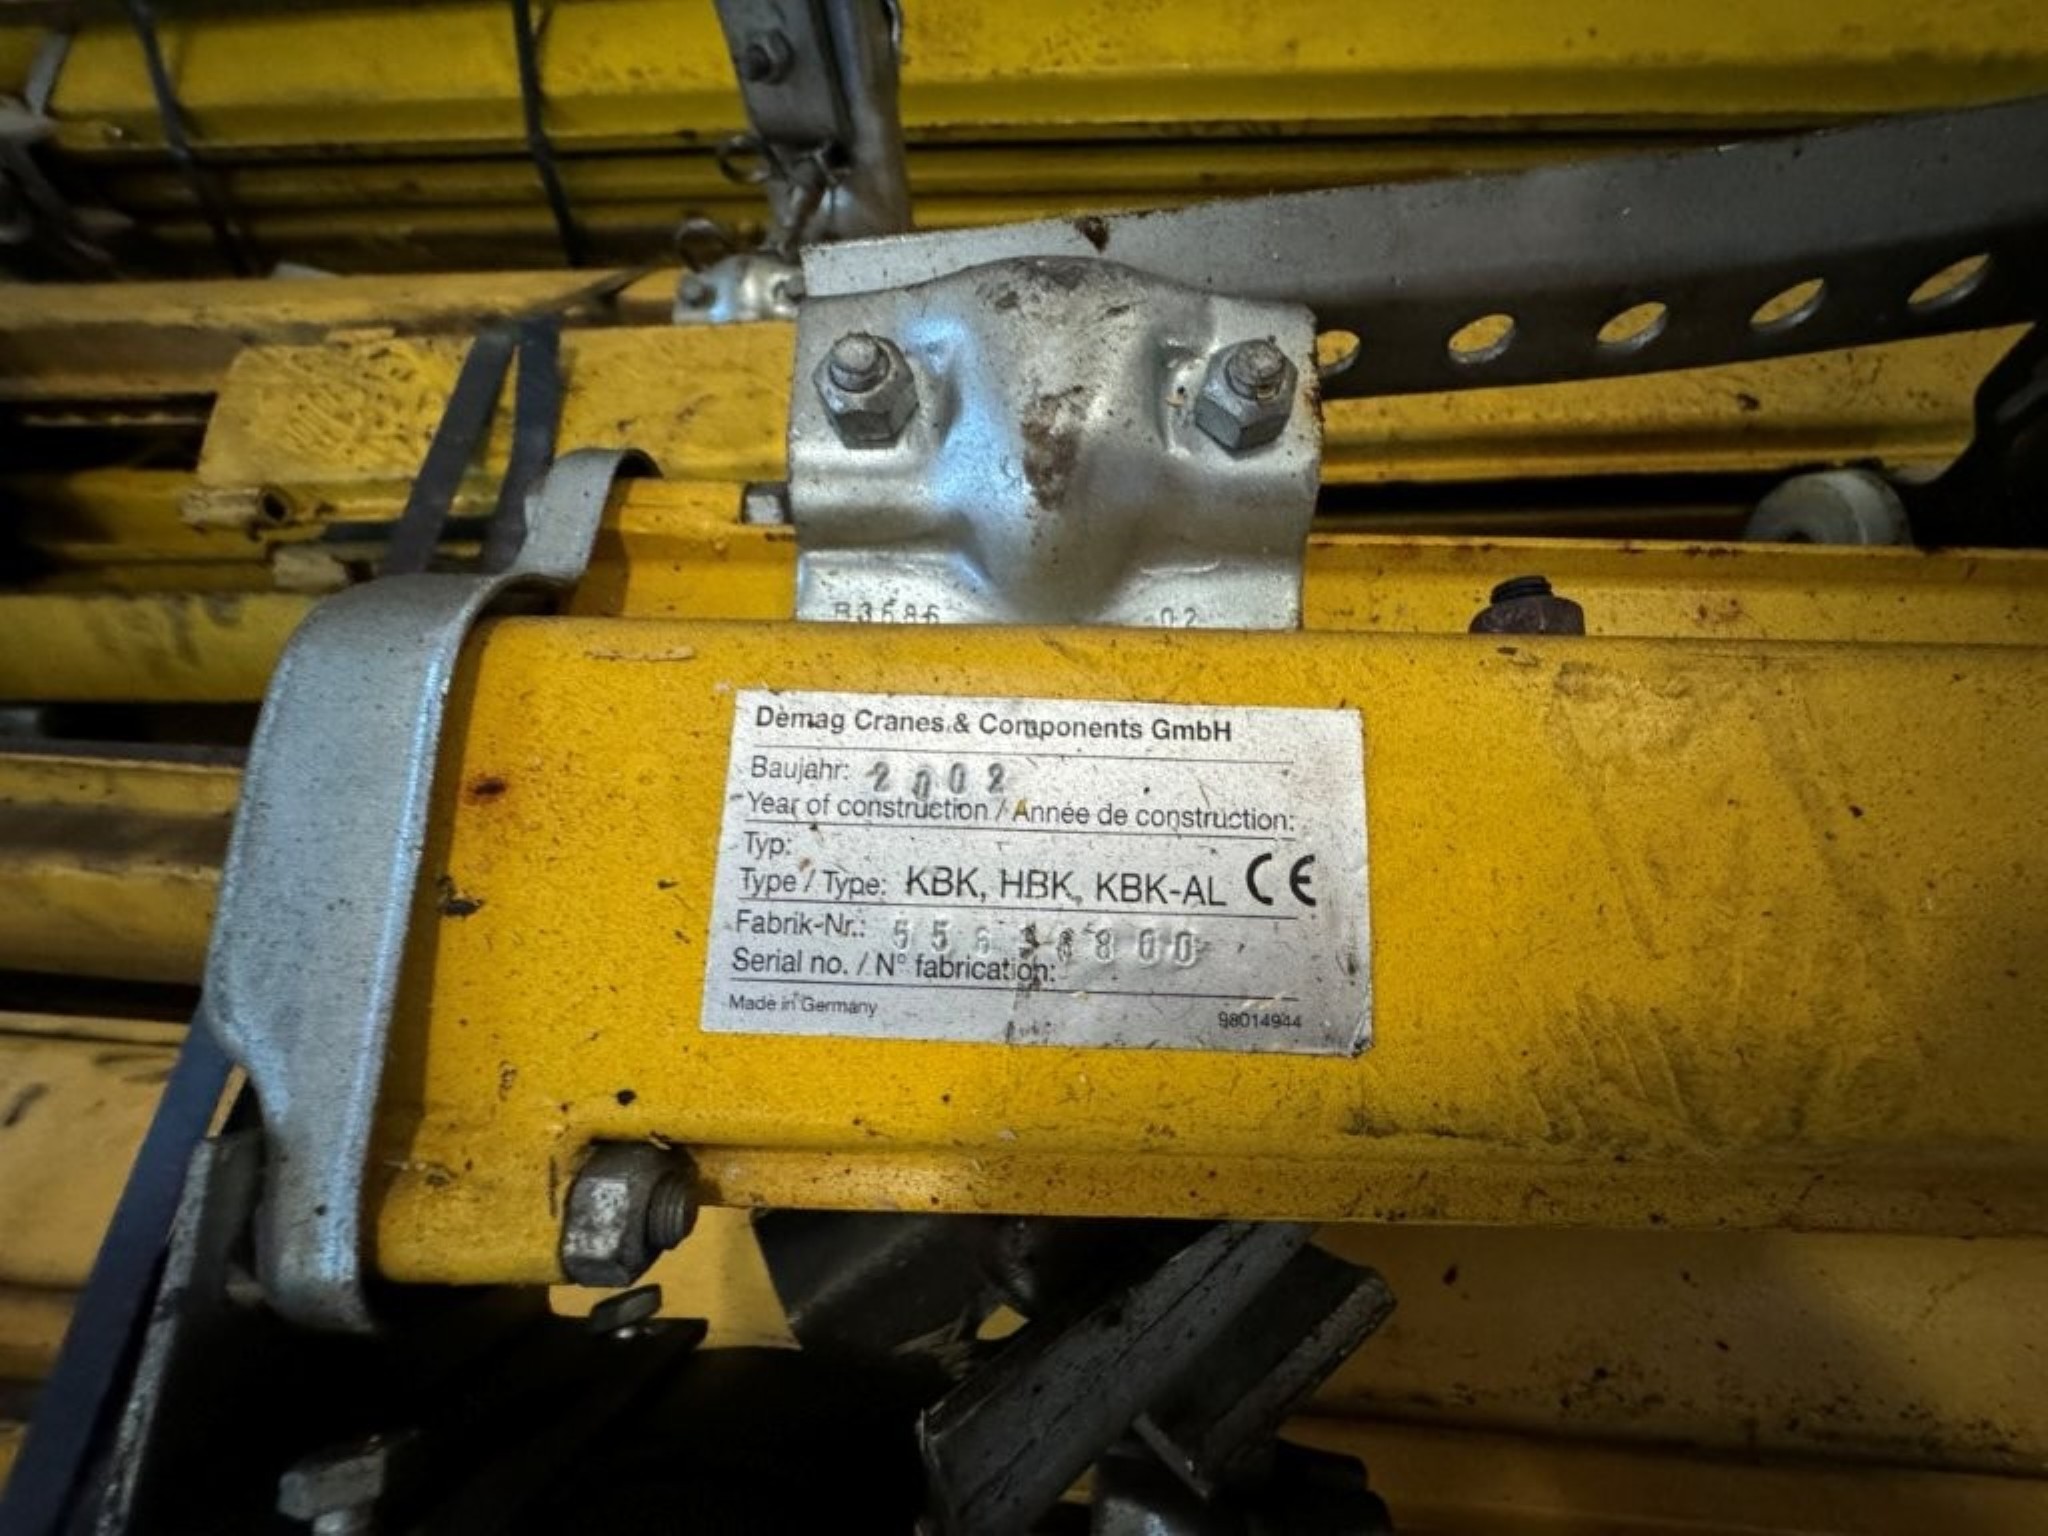 B3686 02
Demag Cranes & Components GmbH
Baujahr: 2002
Year of construction / Année de construction:
Typ:
Type / Type: KBK, HBK, KBK-AL CE
Fabrik-Nr.:
Serial no. / N° fabrication:
Made in Germany
98014944